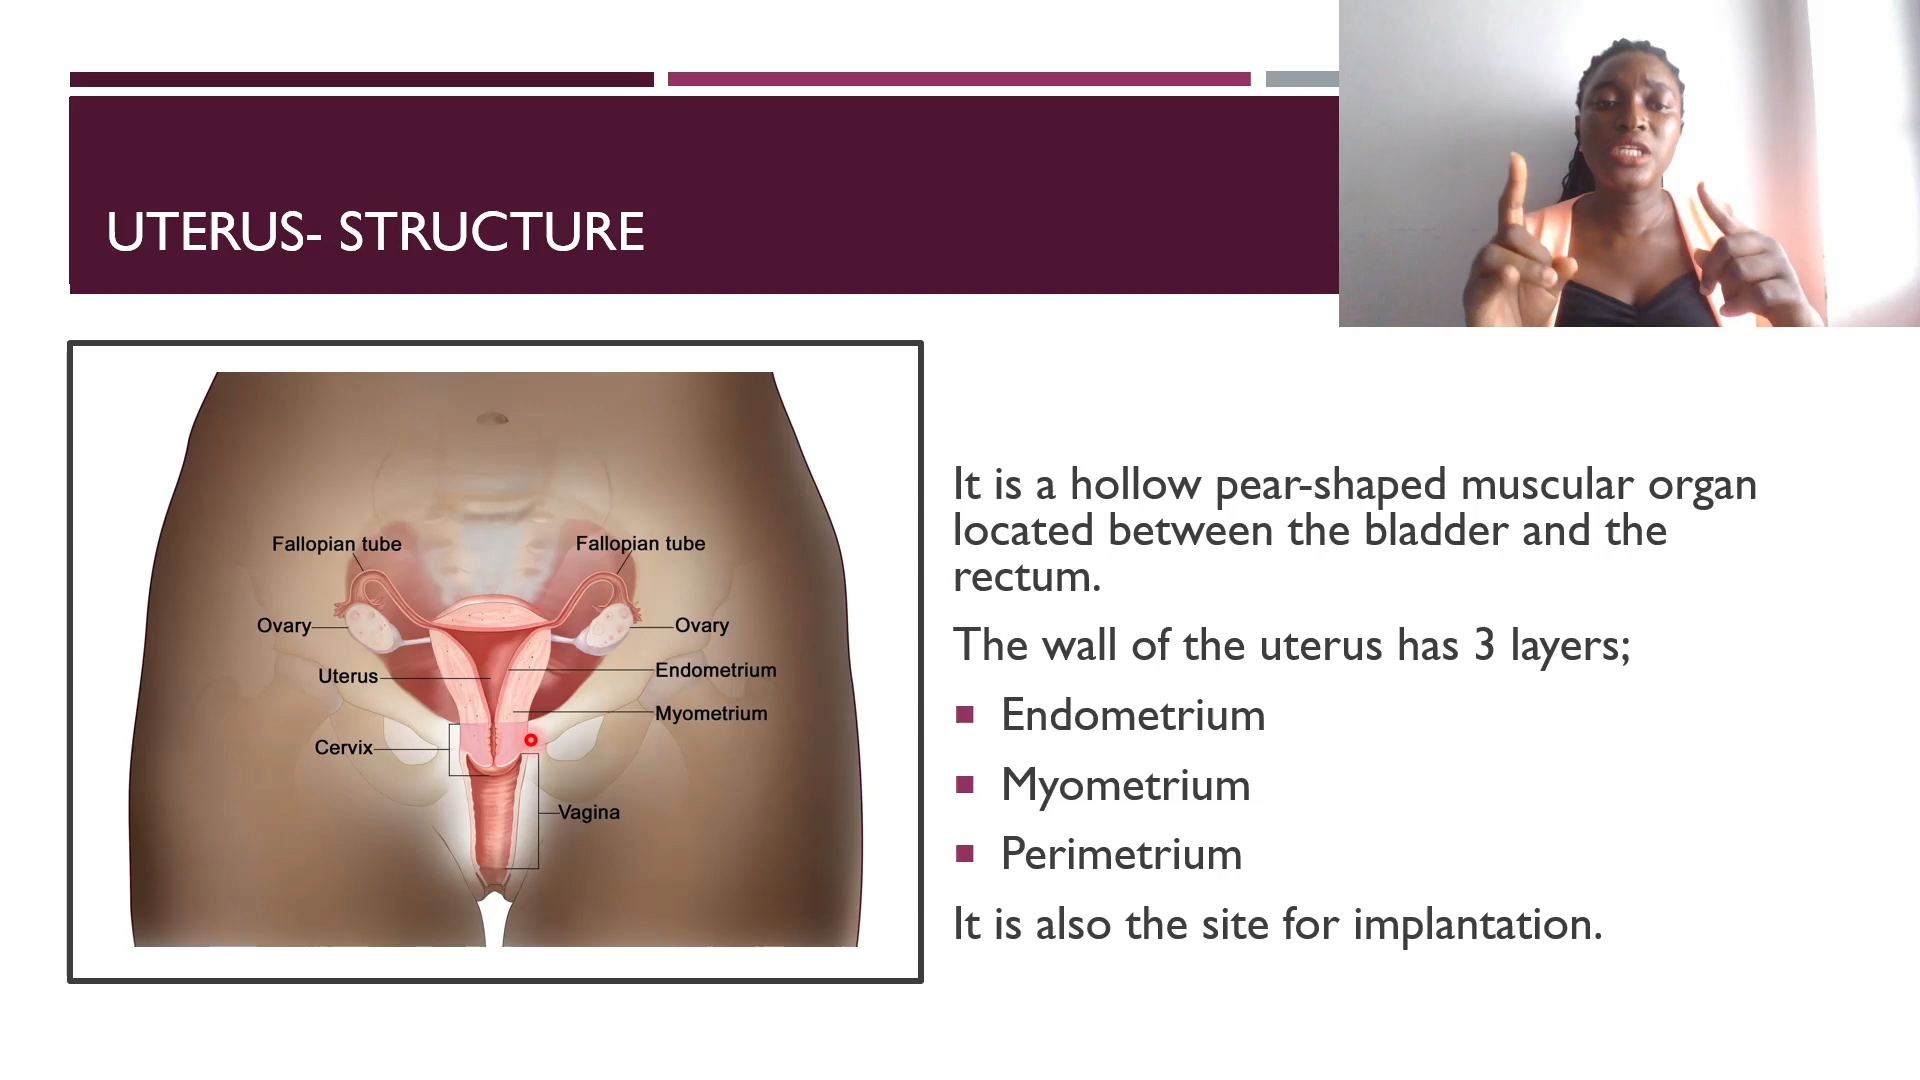 UTERUS- STRUCTURE
Fallopian tube
Fallopian tube
Ovary
Ovary
Uterus
Endometrium
Myometrium
Cervix
Vagina
It is a hollow pear-shaped muscular organ
located between the bladder and the
rectum.
The wall of the uterus has 3 layers;
Endometrium
Myometrium
Perimetrium
It is also the site for implantation.